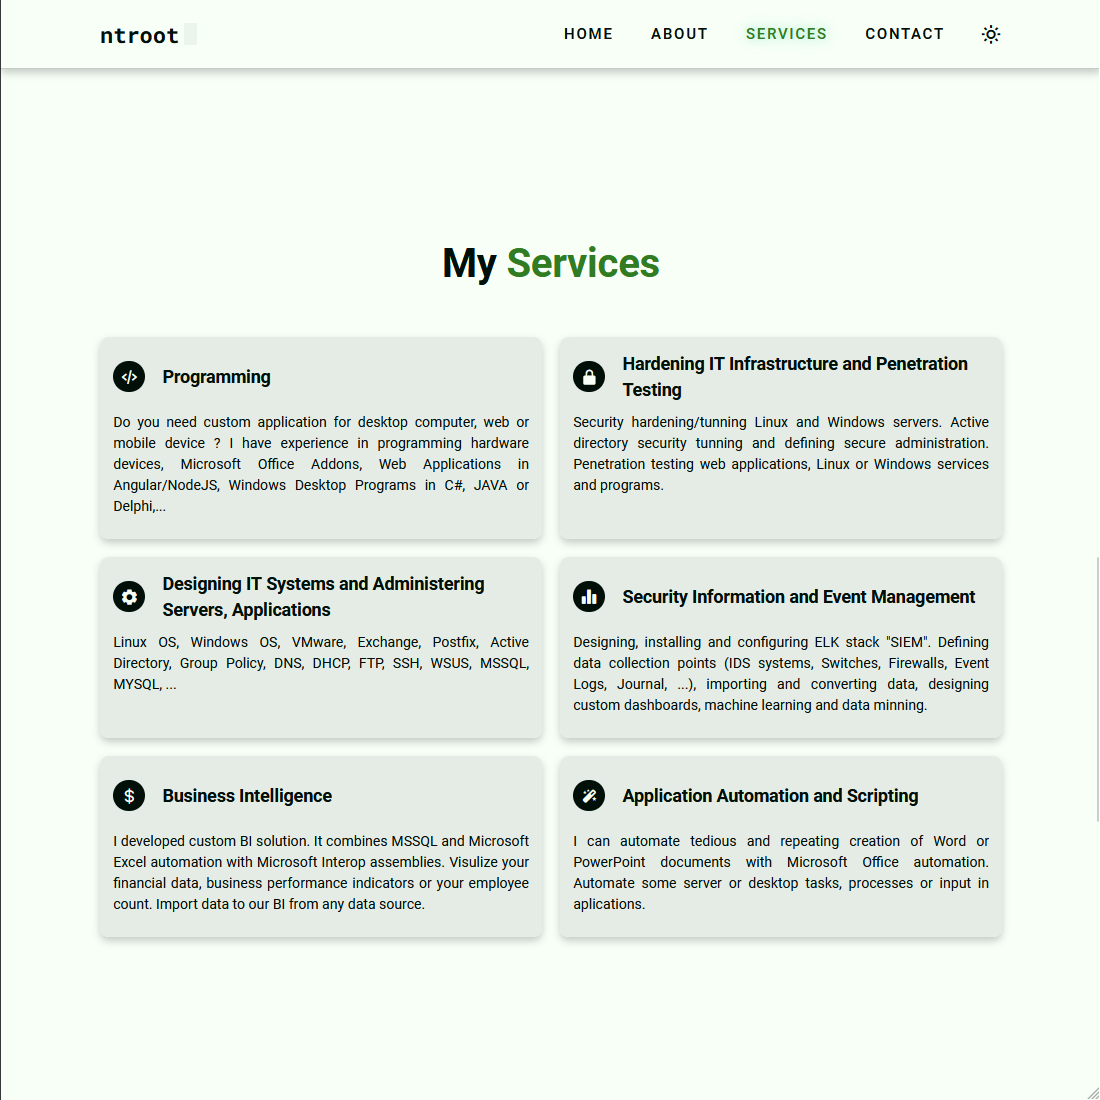 ntroot
HOME ABOUT SERVICES CONTACT
My Services
Programming
Do you need custom application for desktop computer, web or
mobile device ? I have experience in programming hardware
devices, Microsoft Office Addons, Web Applications in
Angular/NodeJS, Windows Desktop Programs in C#, JAVA or
Delphi,...
Hardening IT Infrastructure and Penetration
Testing
Security hardening/tunning Linux and Windows servers. Active
directory security tunning and defining secure administration.
Penetration testing web applications, Linux or Windows services
and programs.
Designing IT Systems and Administering
Servers, Applications
Linux OS, Windows OS, VMware, Exchange, Postfix, Active
Directory, Group Policy, DNS, DHCP, FTP, SSH, WSUS, MSSQL,
MYSQL, ...
Security Information and Event Management
Designing, installing and configuring ELK stack "SIEM". Defining
data collection points (IDS systems, Switches, Firewalls, Event
Logs, Journal, ...), importing and converting data, designing
custom dashboards, machine learning and data minning.
Business Intelligence
I developed custom BI solution. It combines MSSQL and Microsoft
Excel automation with Microsoft Interop assemblies. Visulize your
financial data, business performance indicators or your employee
count. Import data to our BI from any data source.
Application Automation and Scripting
I can automate tedious and repeating creation of Word or
PowerPoint documents with Microsoft Office automation.
Automate some server or desktop tasks, processes or input in
aplications.